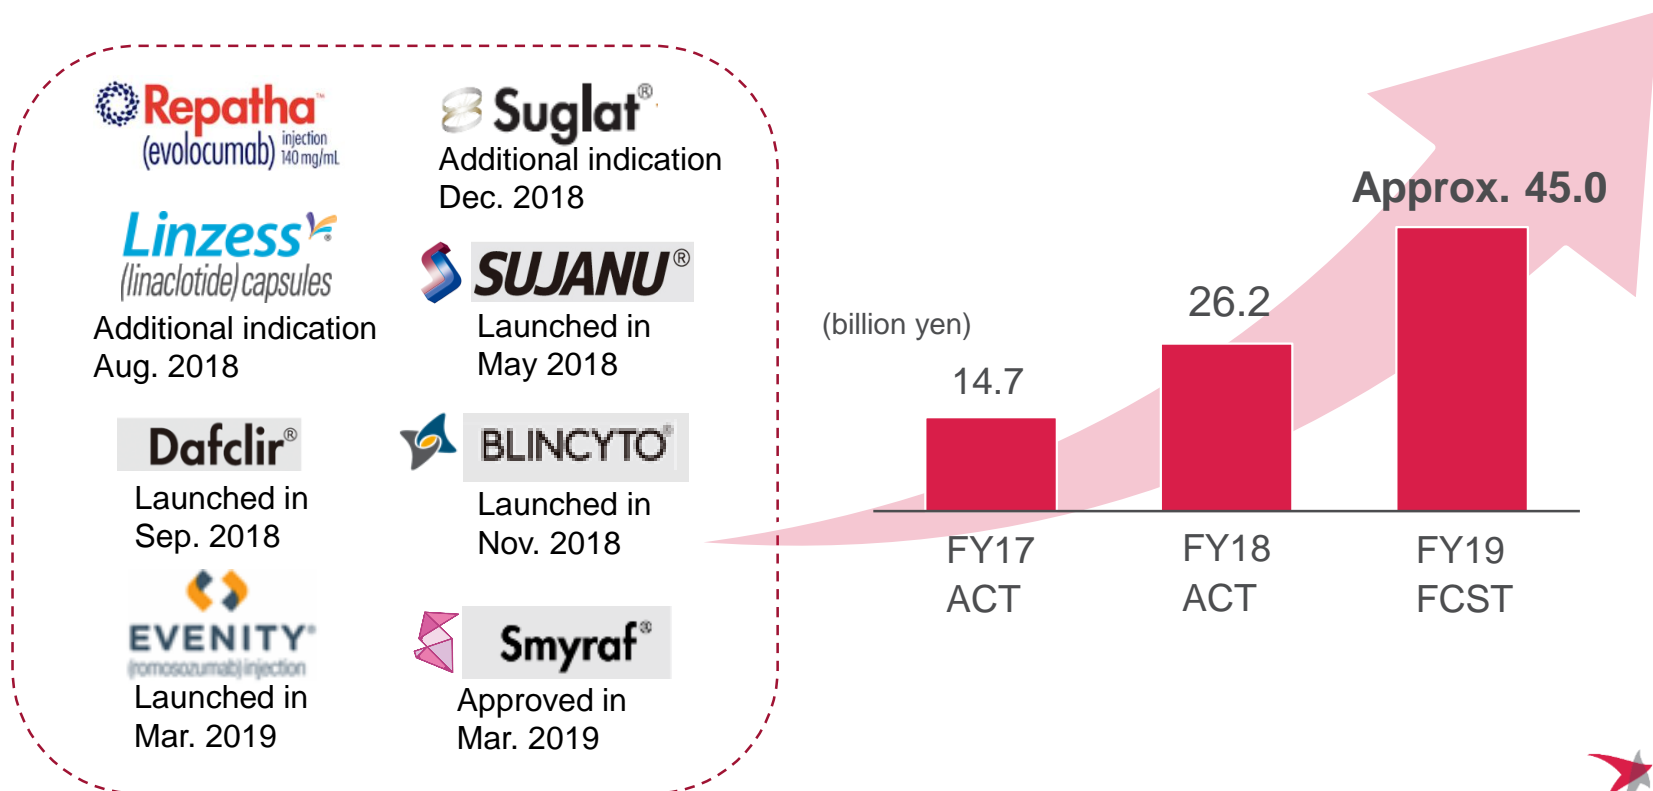 Repatha™
(evolocumab) injection 140 mg/mL
Suglat®
Additional indication
Dec. 2018
Linzess®
(linaclotide) capsules
Additional indication
Aug. 2018
SUJANU®
Launched in
May 2018
Dafclir®
Launched in
Sep. 2018
BLINCYTO®
Launched in
Nov. 2018
EVENITY®
(romosozumab) injection
Launched in
Mar. 2019
Smyraf®
Approved in
Mar. 2019
(billion yen)
14.7
26.2
Approx. 45.0
FY17
ACT
FY18
ACT
FY19
FCST